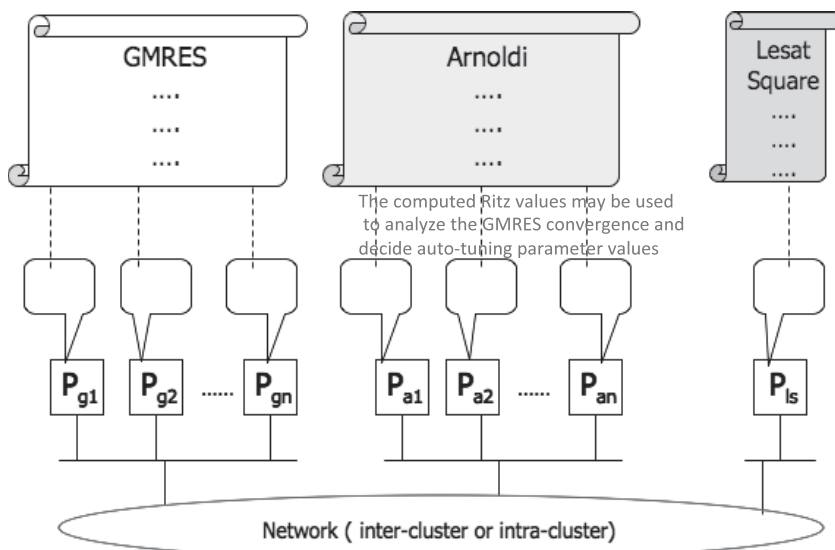 GMRES
....
....
....
Arnoldi
....
....
....
Lesat
Square
....
....
....
The computed Ritz values may be used
to analyze the GMRES convergence and
decide auto-tuning parameter values
Pg1 Pg2 ...... Pgn
Pa1 Pa2 ...... Pan
Pls
Network ( inter-cluster or intra-cluster)